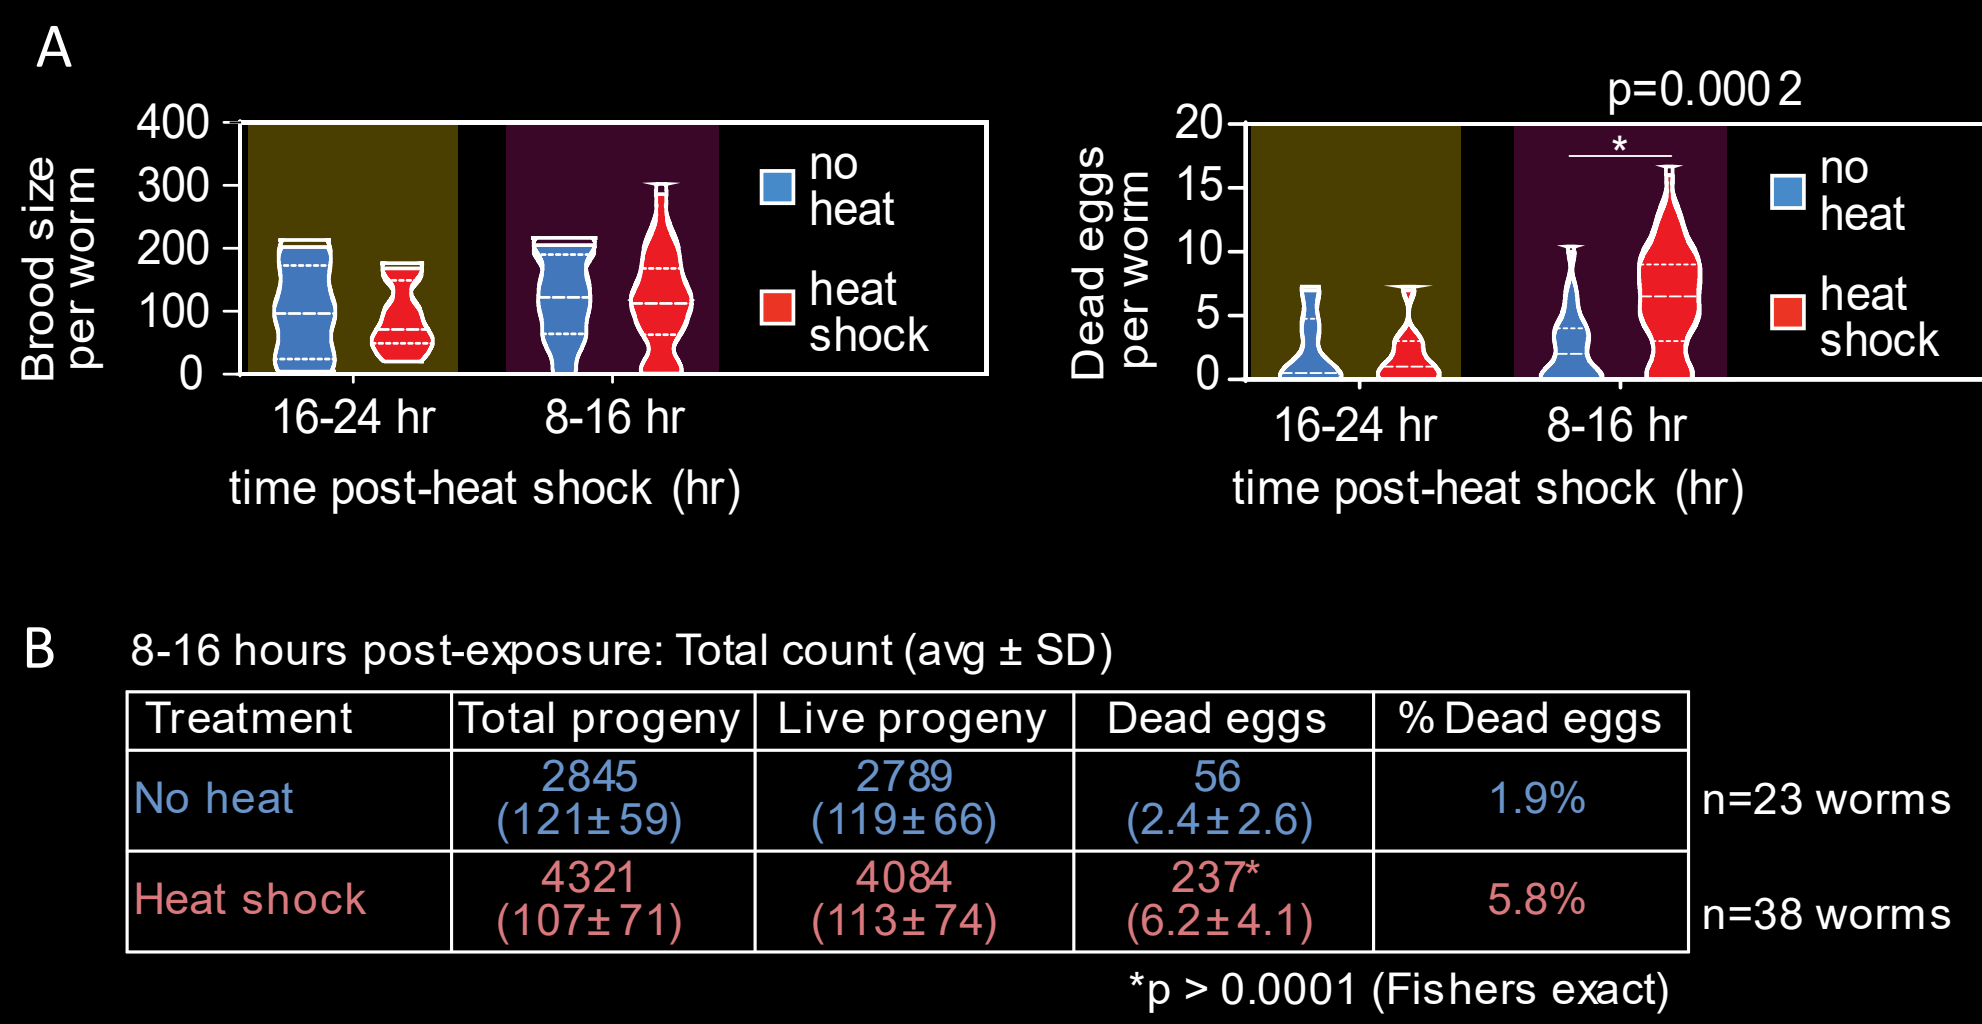 A
Brood size
per worm
400
300
200
100
0
16-24 hr
8-16 hr
time post-heat shock (hr)
no
heat
heat
shock
p=0.0002
*
Dead eggs
per worm
20
15
10
5
0
16-24 hr
8-16 hr
time post-heat shock (hr)
no
heat
heat
shock
B
8-16 hours post-exposure: Total count (avg ± SD)
Treatment Total progeny Live progeny Dead eggs % Dead eggs
No heat 2845 2789 56 1.9% n=23 worms
(121±59) (119±66) (2.4±2.6)
Heat shock 4321 4084 237* 5.8% n=38 worms
(107±71) (113±74) (6.2±4.1)
*p > 0.0001 (Fishers exact)